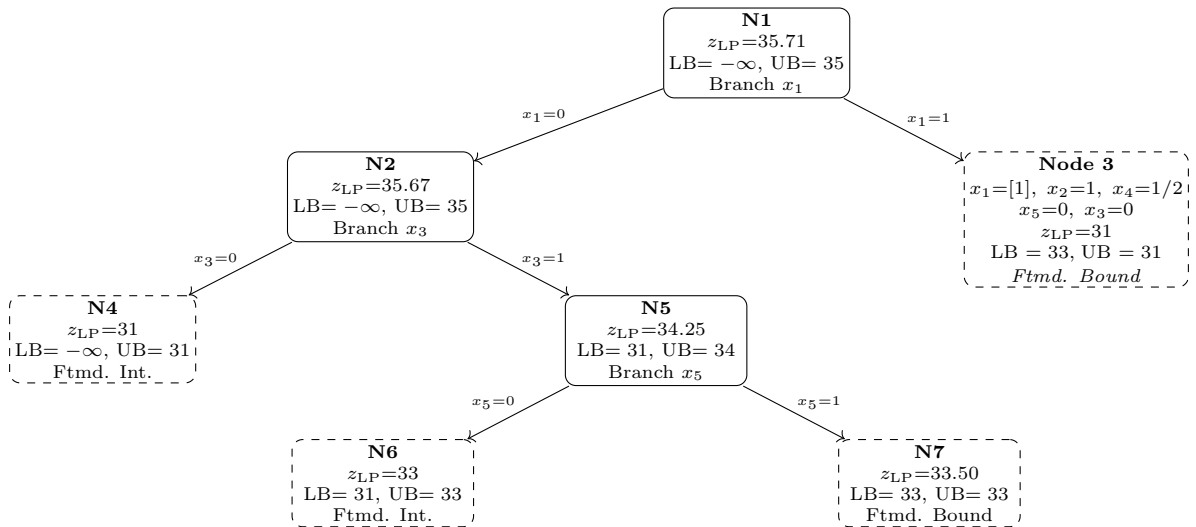 N1
z_LP=35.71
LB= −∞, UB= 35
Branch x_1
x_1=0
x_1=1
N2
z_LP=35.67
LB= −∞, UB= 35
Branch x_3
Node 3
x_1=[1], x_2=1, x_4=1/2
x_5=0, x_3=0
z_LP=31
LB = 33, UB = 31
Ftmd. Bound
x_3=0
x_3=1
N4
z_LP=31
LB= −∞, UB= 31
Ftmd. Int.
N5
z_LP=34.25
LB= 31, UB= 34
Branch x_5
x_5=0
x_5=1
N6
z_LP=33
LB= 31, UB= 33
Ftmd. Int.
N7
z_LP=33.50
LB= 33, UB= 33
Ftmd. Bound